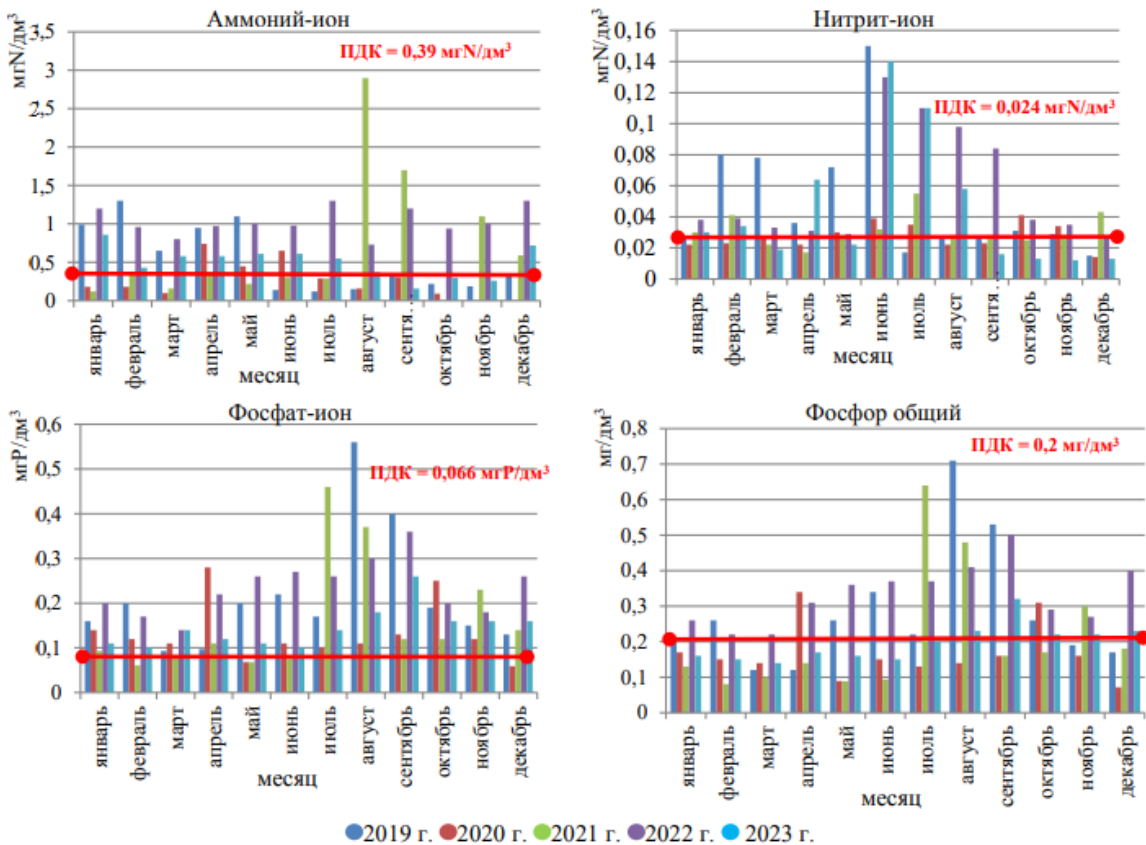 Аммоний-ион
мгN/дм³
ПДК = 0,39 мгN/дм³
3,5
3
2,5
2
1,5
1
0,5
0
январь
февраль
март
апрель
май
июнь
июль
август
сентя…
октябрь
ноябрь
декабрь
месяц
Нитрит-ион
мгN/дм³
ПДК = 0,024 мгN/дм³
0,16
0,14
0,12
0,1
0,08
0,06
0,04
0,02
0
январь
февраль
март
апрель
май
июнь
июль
август
сентя…
октябрь
ноябрь
декабрь
месяц
Фосфат-ион
мгР/дм³
ПДК = 0,066 мгР/дм³
0,6
0,5
0,4
0,3
0,2
0,1
0
январь
февраль
март
апрель
май
июнь
июль
август
сентябрь
октябрь
ноябрь
декабрь
месяц
Фосфор общий
мг/дм³
ПДК = 0,2 мг/дм³
0,8
0,7
0,6
0,5
0,4
0,3
0,2
0,1
0
январь
февраль
март
апрель
май
июнь
июль
август
сентябрь
октябрь
ноябрь
декабрь
месяц
2019 г. 2020 г. 2021 г. 2022 г. 2023 г.